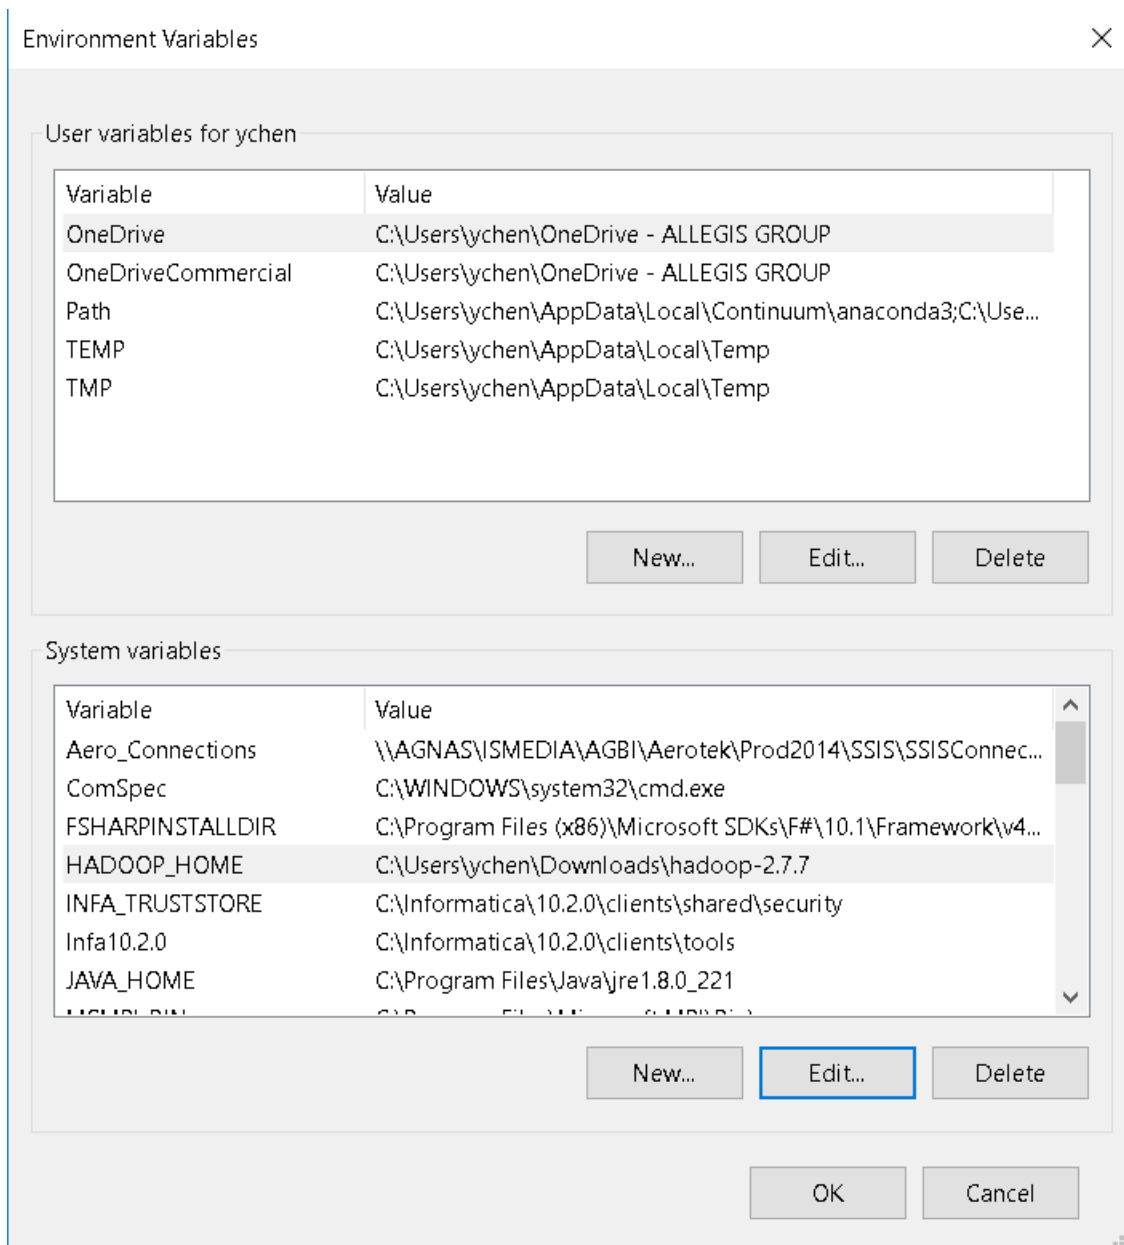 Environment Variables
User variables for ychen
Variable Value
OneDrive C:\Users\ychen\OneDrive - ALLEGIS GROUP
OneDriveCommercial C:\Users\ychen\OneDrive - ALLEGIS GROUP
Path C:\Users\ychen\AppData\Local\Continuum\anaconda3;C:\Use...
TEMP C:\Users\ychen\AppData\Local\Temp
TMP C:\Users\ychen\AppData\Local\Temp
New... Edit... Delete
System variables
Variable Value
Aero_Connections \\AGNAS\ISMEDIA\AGBI\Aerotek\Prod2014\SSIS\SSISConnec...
ComSpec C:\WINDOWS\system32\cmd.exe
FSHARPINSTALLDIR C:\Program Files (x86)\Microsoft SDKs\F#\10.1\Framework\v4...
HADOOP_HOME C:\Users\ychen\Downloads\hadoop-2.7.7
INFA_TRUSTSTORE C:\Informatica\10.2.0\clients\shared\security
Infa10.2.0 C:\Informatica\10.2.0\clients\tools
JAVA_HOME C:\Program Files\Java\jre1.8.0_221
New... Edit... Delete
OK Cancel